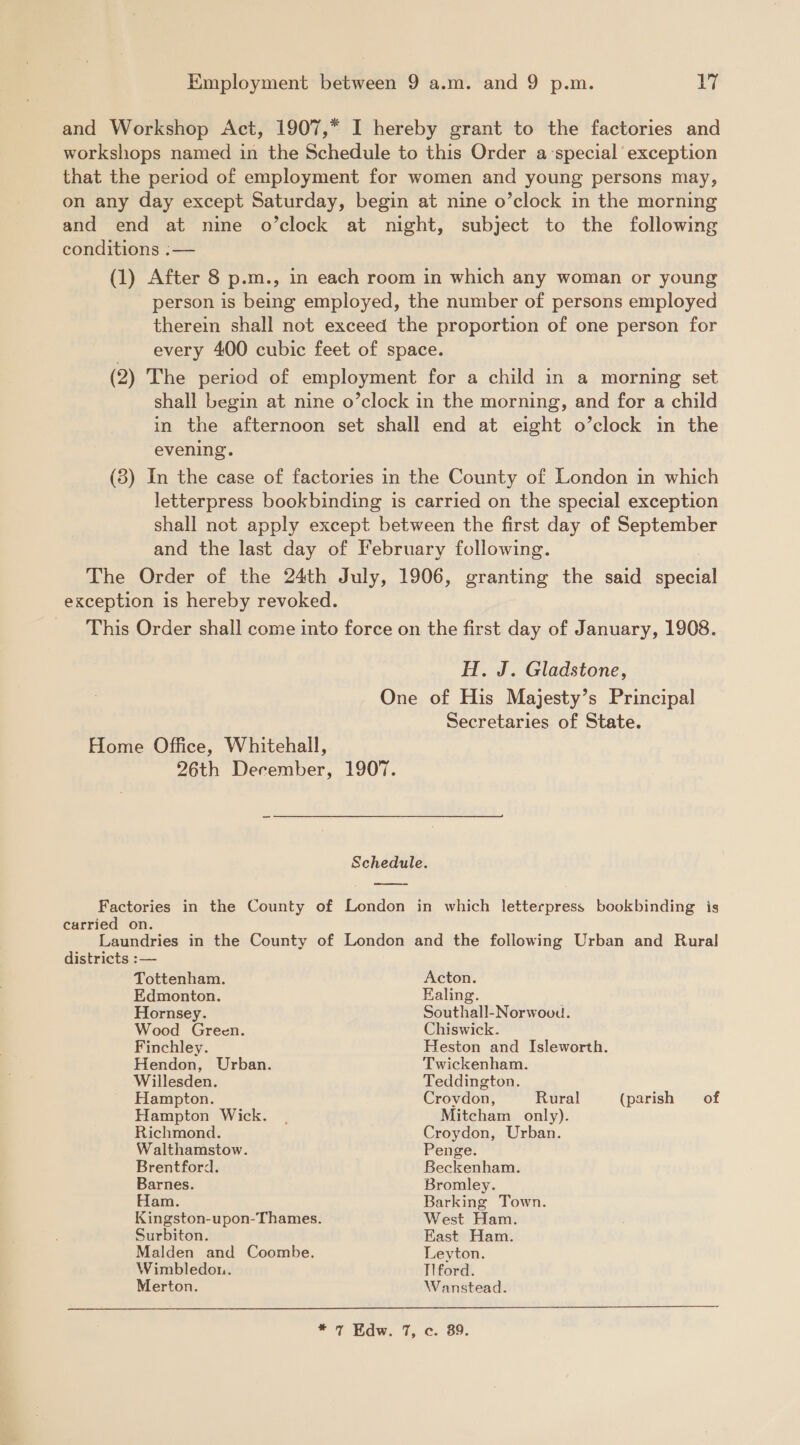 Employment between 9 a.m. and 9 p.m. 17
and Workshop Act, 1907,* I hereby grant to the factories and
workshops named in the Schedule to this Order a special exception
that the period of employment for women and young persons may,
on any day except Saturday, begin at nine o'clock in the morning
and end at nine o'clock at night, subject to the following
conditions :—
(1) After 8 p.m., in each room in which any woman or young
person is being employed, the number of persons employed
therein shall not exceed the proportion of one person for
every 400 cubic feet of space.
(2) The period of employment for a child in a morning set
shall begin at nine o'clock in the morning, and for a child
in the afternoon set shall end at eight o'clock in the
evening.
(3) In the case of factories in the County of London in which
letterpress bookbinding is carried on the special exception
shall not apply except between the first day of September
and the last day of February following.
The Order of the 24th July, 1906, granting the said special
exception is hereby revoked.
This Order shall come into force on the first day of January, 1908.
H. J. Gladstone,
One of His Majesty's Principal
Secretaries of State.
Home Office, Whitehall,
26th December, 1907.
Schedule.
Factories in the County of London in which letterpress bookbinding is
carried on.
Laundries in the County of London and the following Urban and Rural
districts :—
Tottenham.
Edmonton.
Hornsey.
Wood Green.
Finchley.
Hendon, Urban.
Willesden.
Hampton.
Hampton Wick.
Richmond.
Walthamstow.
Brentford.
Barnes.
Ham.
Kingston-upon-Thames.
Surbiton.
Malden and Coombe.
Wimbledon.
Merton.
Acton.
Ealing.
Southall-Norwood.
Chiswick.
Heston and Isleworth.
Twickenham.
Teddington.
Croydon, Rural (parish of
Mitcham only).
Croydon, Urban.
Penge.
Beckenham.
Bromley.
Barking Town.
West Ham.
East Ham.
Leyton.
Ilford.
Wanstead.
* 7 Edw. 7, c. 39.